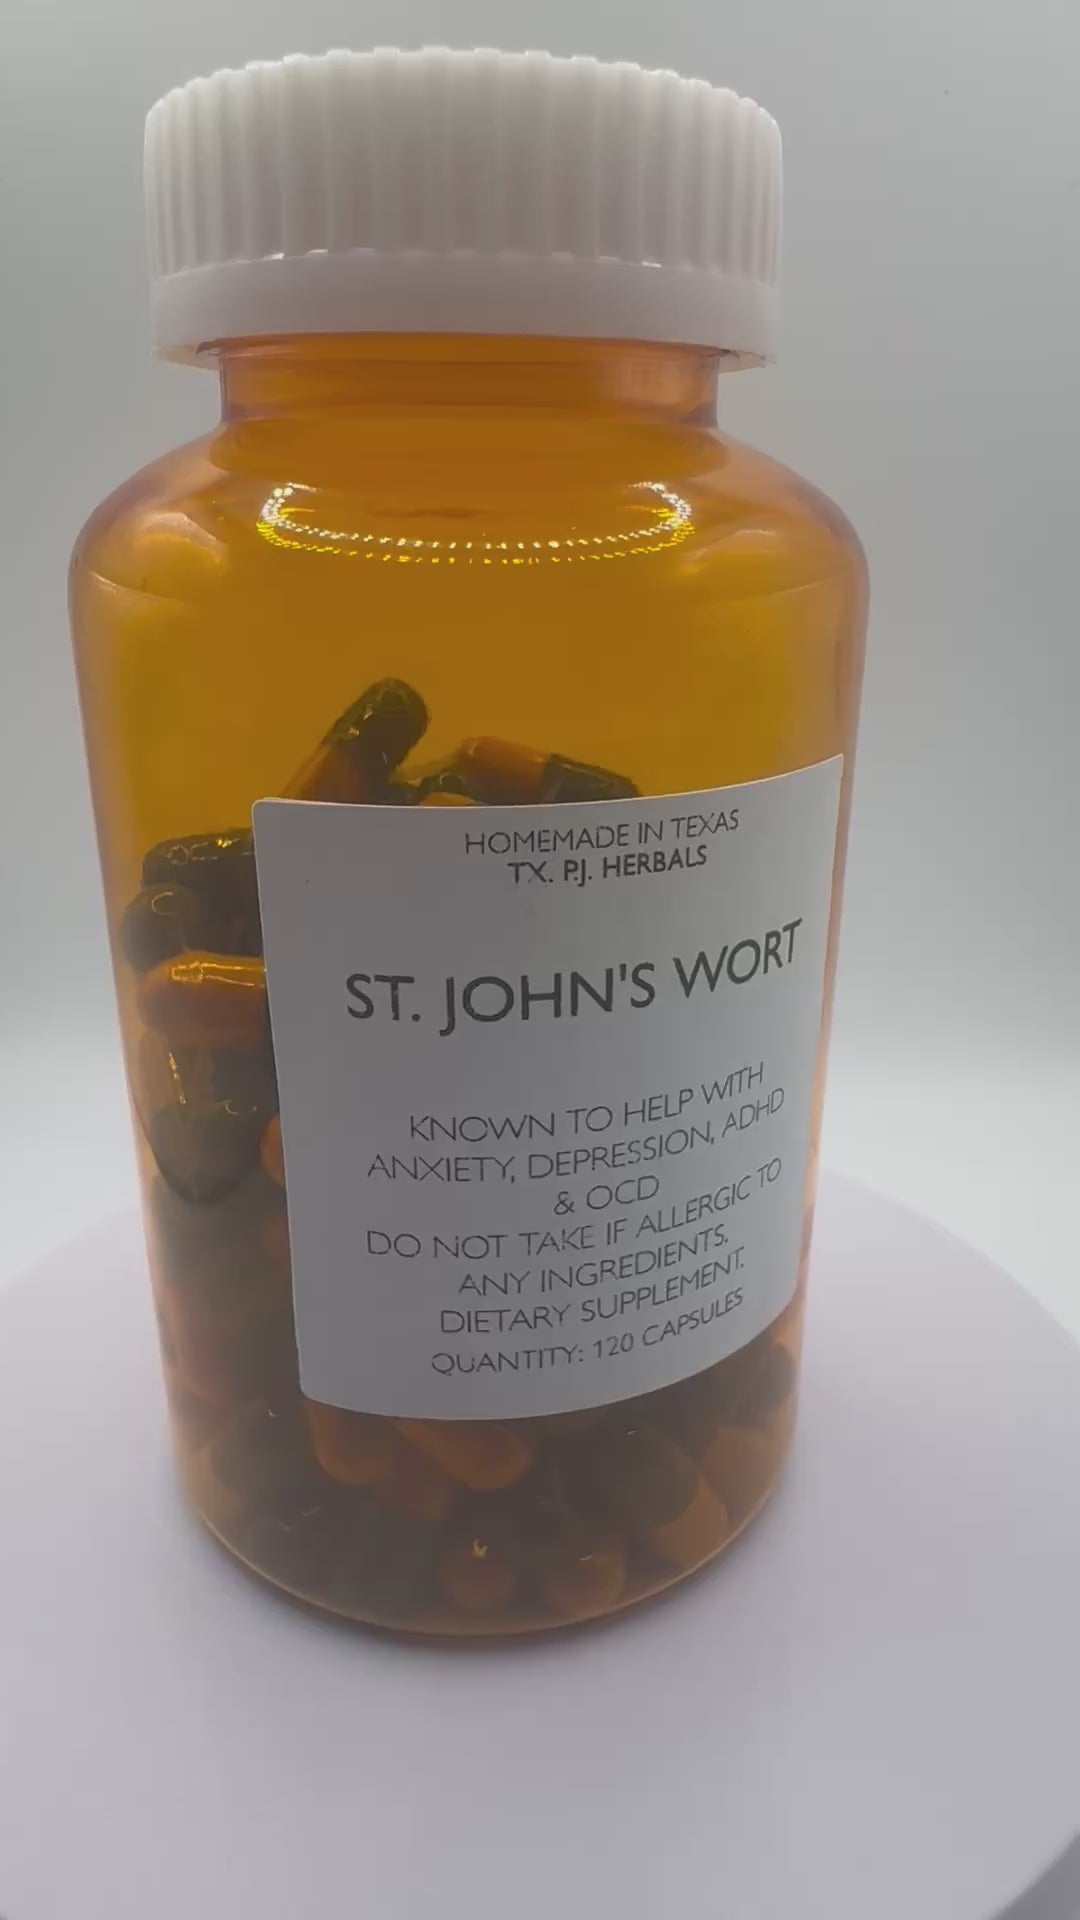 HOMEMADE IN TEXAS
TX. P.J. HERBALS
ST. JOHN'S WORT
KNOWN TO HELP WITH
ANXIETY, DEPRESSION, ADHD
& OCD
DO NOT TAKE IF ALLERGIC TO
ANY INGREDIENTS.
DIETARY SUPPLEMENT.
QUANTITY: 120 CAPSULES